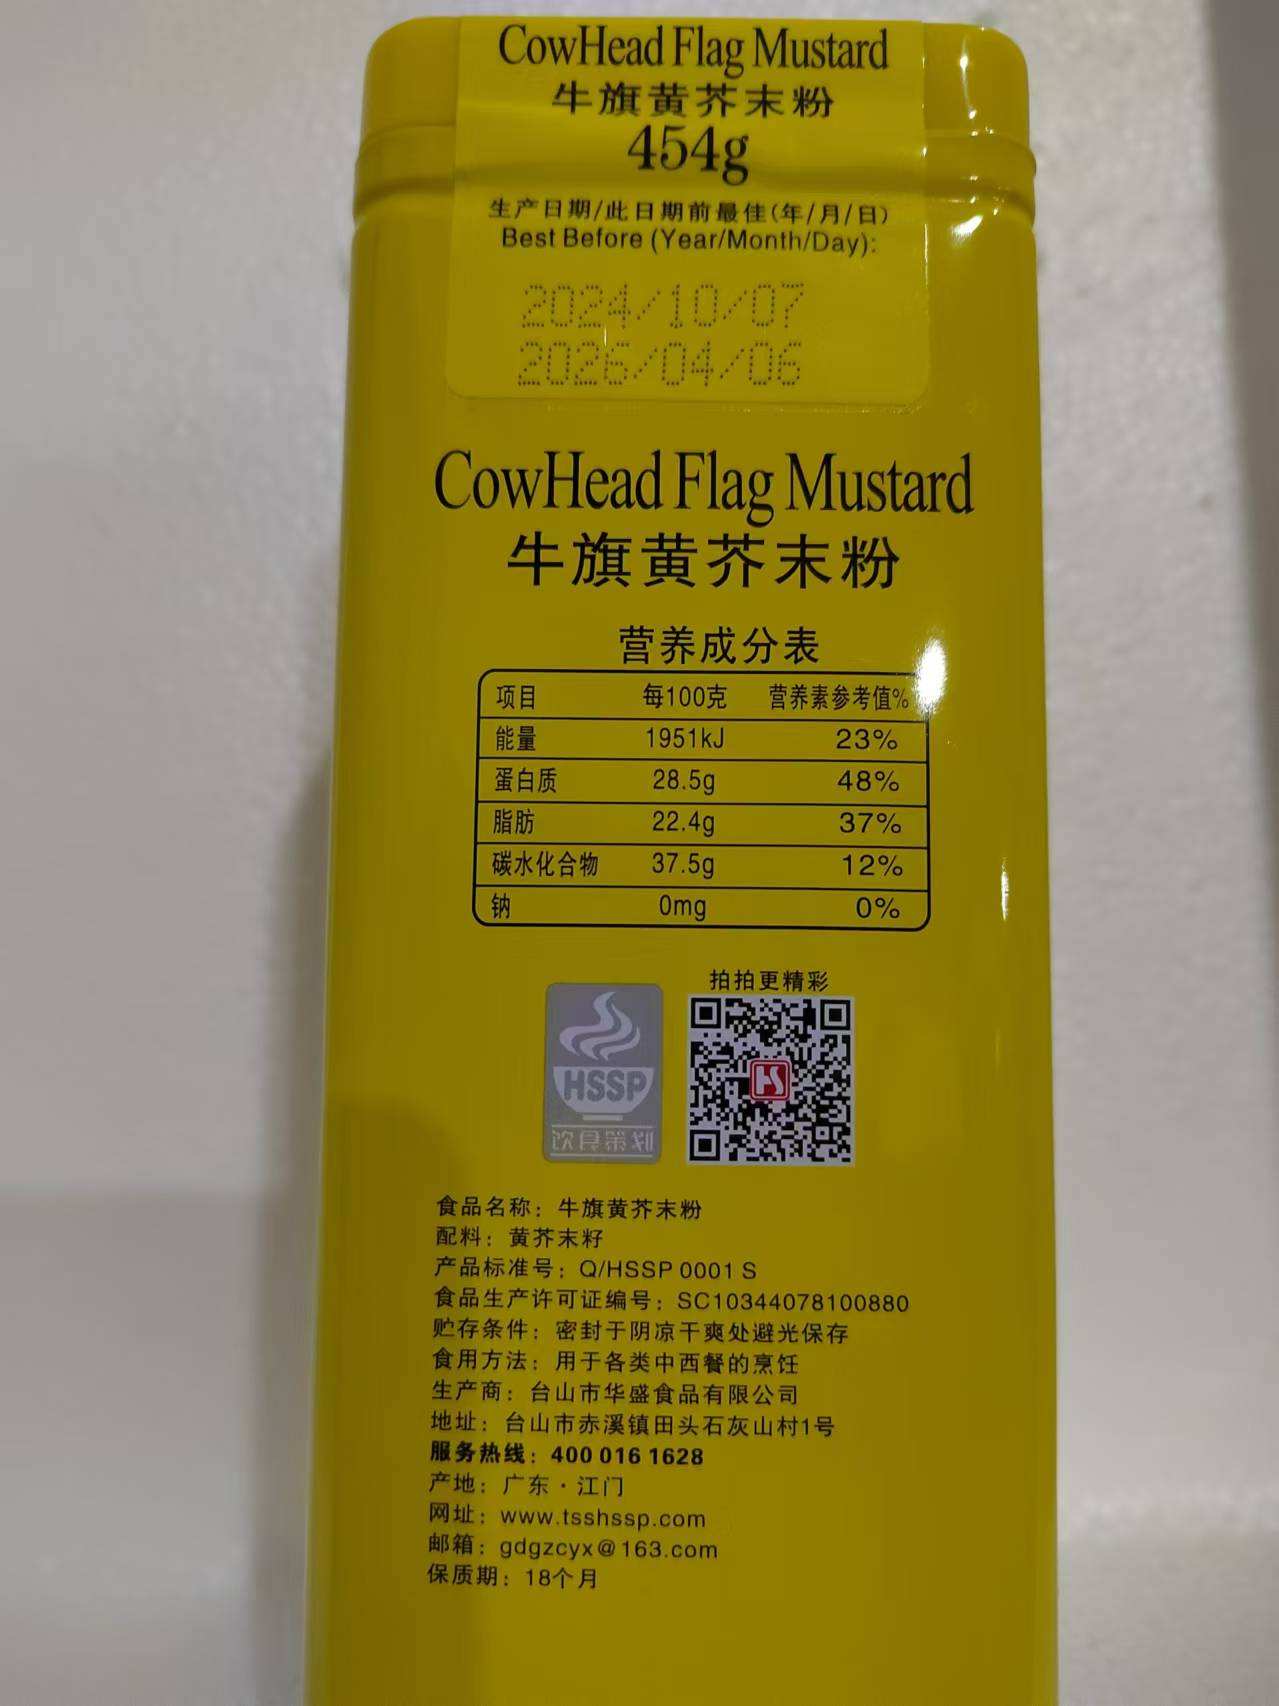 CowHead Flag Mustard
牛旗黄芥末粉
454g
生产日期/此日期前最佳(年/月/日)
Best Before (Year/Month/Day):
2024/10/07
2026/04/06
CowHead Flag Mustard
牛旗黄芥末粉
营养成分表
项目 每100克 营养素参考值%
能量 1951kJ 23%
蛋白质 28.5g 48%
脂肪 22.4g 37%
碳水化合物 37.5g 12%
钠 0mg 0%
拍拍更精彩
HS
HSSP
饮食策划
食品名称：牛旗黄芥末粉
配料：黄芥末籽
产品标准号：Q/HSSP 0001 S
食品生产许可证编号：SC10344078100880
贮存条件：密封于阴凉干爽处避光保存
食用方法：用于各类中西餐的烹饪
生产商：台山市华盛食品有限公司
地址：台山市赤溪镇田头石灰山村1号
服务热线：400 016 1628
产地：广东·江门
网址：www.tsshssp.com
邮箱：gdgzcyx@163.com
保质期：18个月